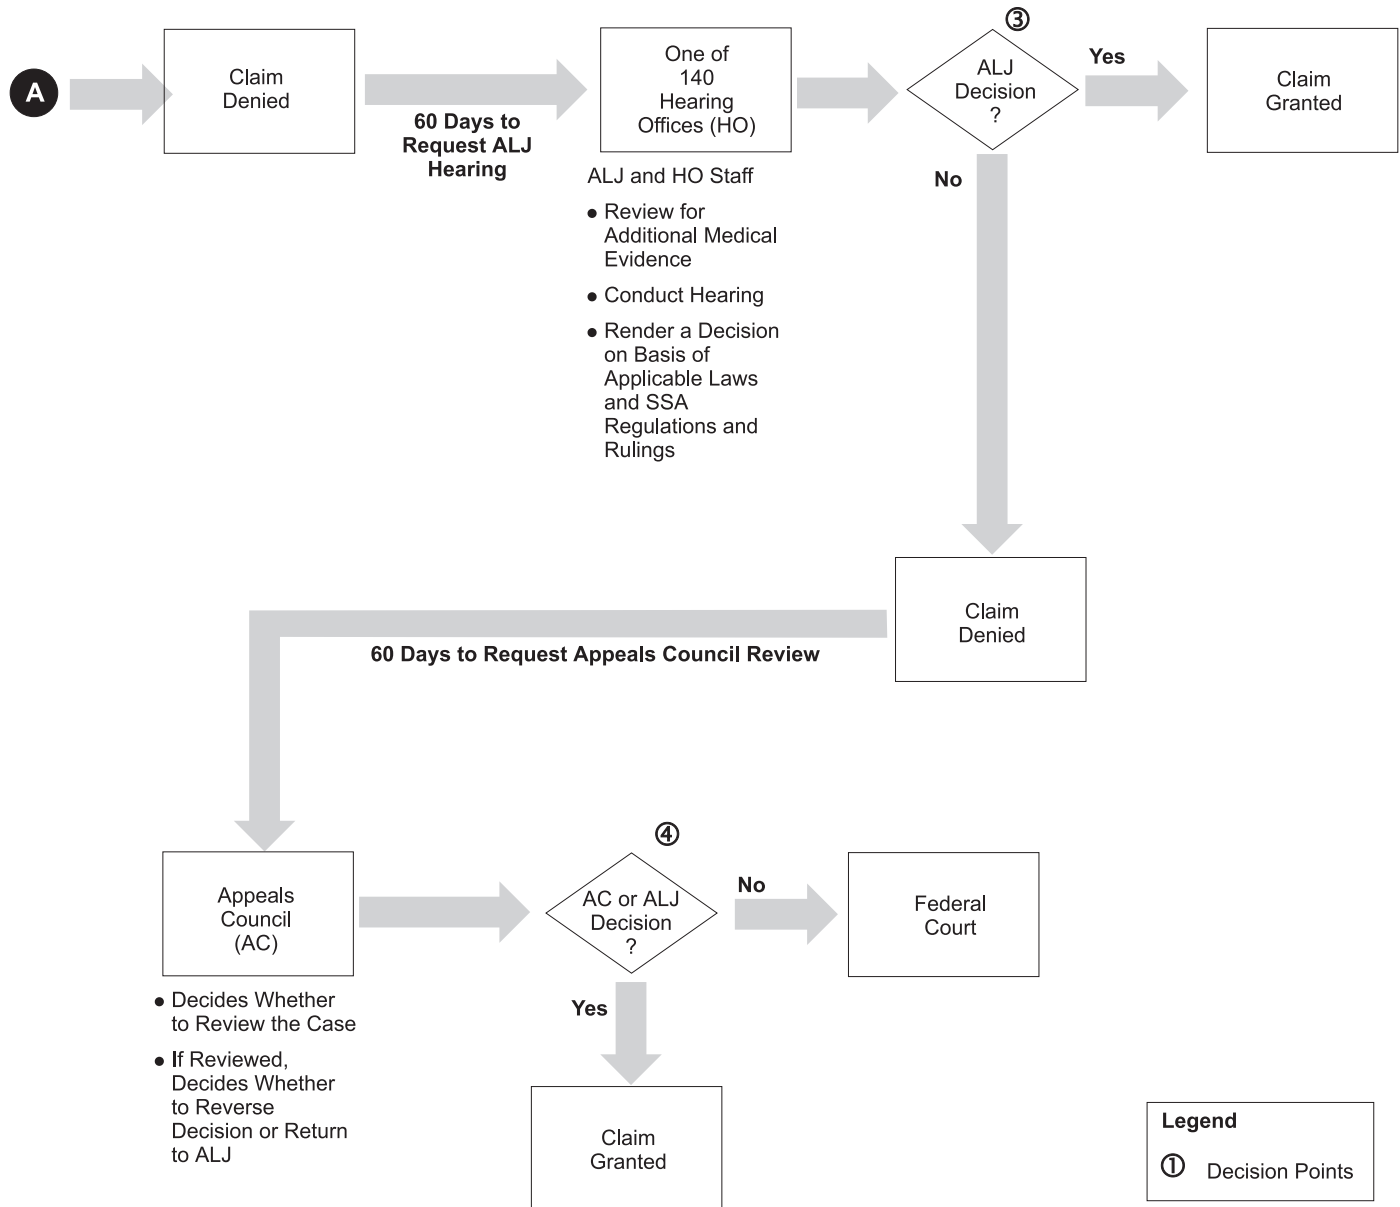 A
Claim
Denied
60 Days to
Request ALJ
Hearing
One of
140
Hearing
Offices (HO)
ALJ and HO Staff
● Review for
Additional Medical
Evidence
● Conduct Hearing
● Render a Decision
on Basis of
Applicable Laws
and SSA
Regulations and
Rulings
③
ALJ
Decision
?
Yes
Claim
Granted
No
Claim
Denied
60 Days to Request Appeals Council Review
Appeals
Council
(AC)
● Decides Whether
to Review the Case
● If Reviewed,
Decides Whether
to Reverse
Decision or Return
to ALJ
④
AC or ALJ
Decision
?
No
Federal
Court
Yes
Claim
Granted
Legend
① Decision Points